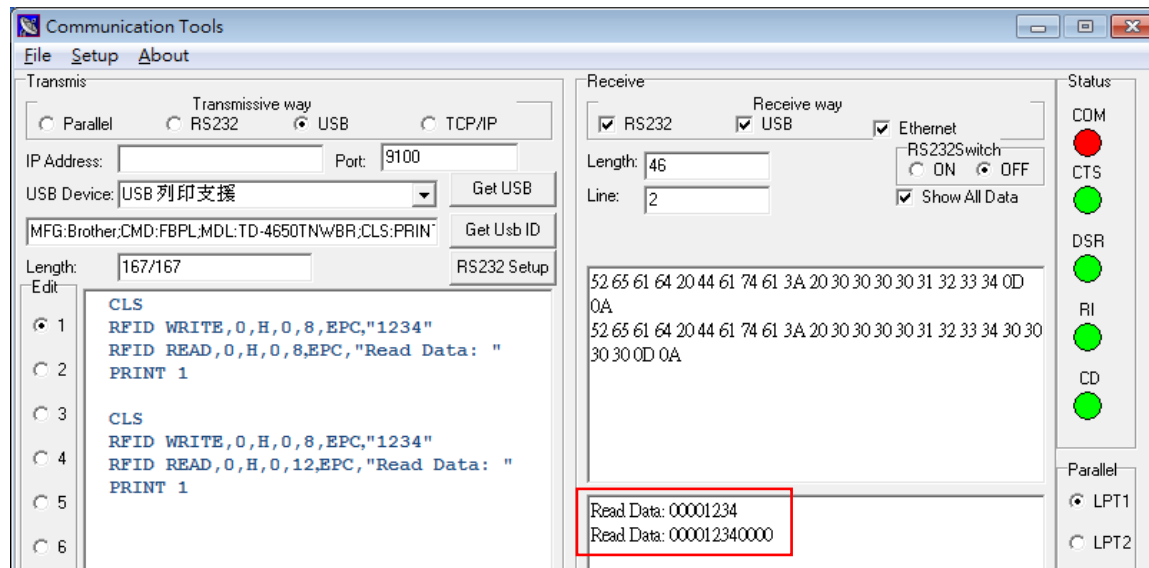 Communication Tools
File Setup About
Transmis
Transmissive way
Parallel RS232 USB TCP/IP
IP Addre:ss: Port: 9100
USB Device: USB 列印支援 Get USB
MFG:Brother;CMD:FBPL;MDL:TD-4650TNWBR;CLS:PRIN Get Usb ID
Length: 167/167 RS232 Setup
Edit
1
2
3
4
5
6
CLS
RFID WRITE,0,H,0,8,EPC,"1234"
RFID READ,0,H,0,8,EPC,"Read Data: "
PRINT 1
CLS
RFID WRITE,0,H,0,8,EPC,"1234"
RFID READ,0,H,0,12,EPC,"Read Data: "
PRINT 1
Receive
Receive way
RS232 USB Ethernet
Length: 46
RS232Switch
ON OFF
Line: 2
Show All Data
52 65 61 64 20 44 61 74 61 3A 20 30 30 30 30 31 32 33 34 0D
0A
52 65 61 64 20 44 61 74 61 3A 20 30 30 30 30 31 32 33 34 30 30
30 30 0D 0A
Read Data: 00001234
Read Data: 000012340000
Status
COM
CTS
DSR
RI
CD
Parallel
LPT1
LPT2